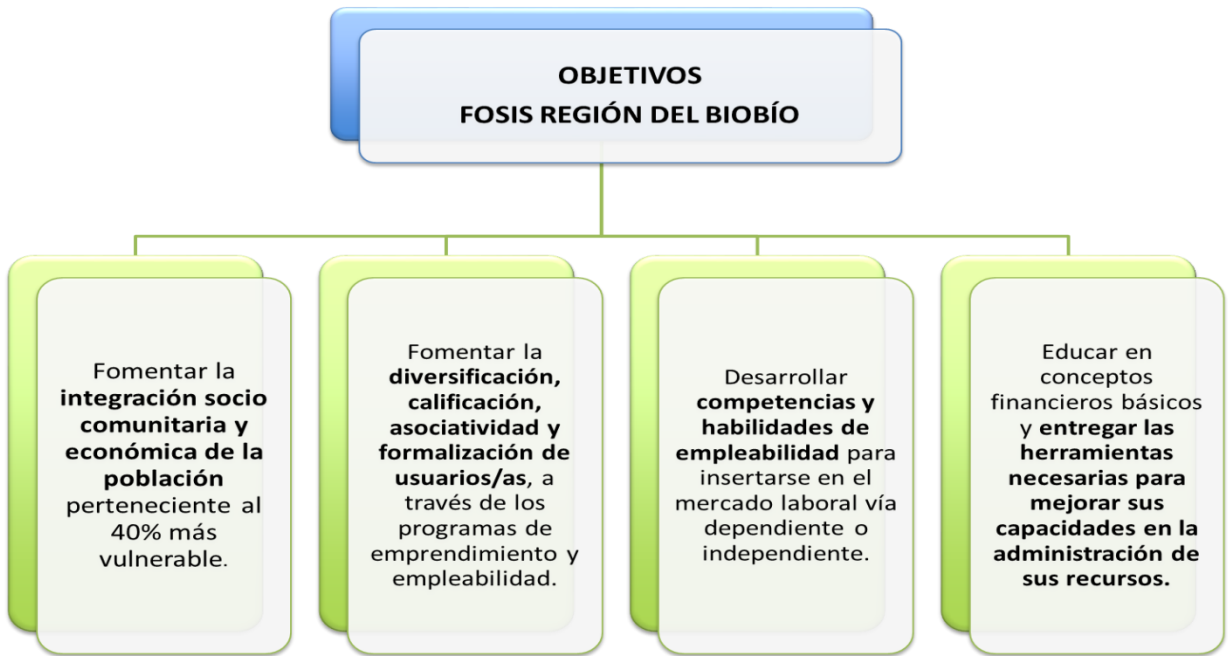 OBJETIVOS
FOSIS REGIÓN DEL BIOBÍO
Fomentar la
integración socio
comunitaria y
económica de la
población
perteneciente al
40% más
vulnerable.
Fomentar la
diversificación,
calificación,
asociatividad y
formalización de
usuarios/as, a
través de los
programas de
emprendimiento y
empleabilidad.
Desarrollar
competencias y
habilidades de
empleabilidad para
insertarse en el
mercado laboral vía
dependiente o
independiente.
Educar en
conceptos
financieros básicos
y entregar las
herramientas
necesarias para
mejorar sus
capacidades en la
administración de
sus recursos.